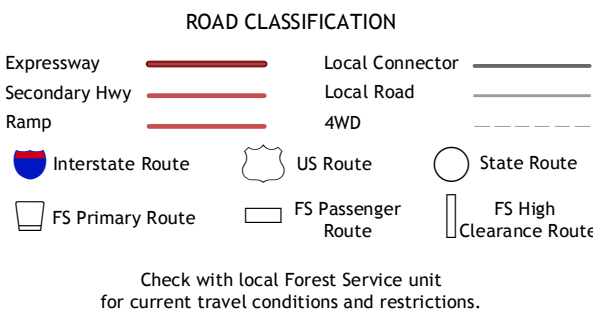 ROAD CLASSIFICATION
Expressway
Local Connector
Secondary Hwy
Local Road
Ramp
4WD
Interstate Route
US Route
State Route
FS Primary Route
FS Passenger
Route
FS High
Clearance Route
Check with local Forest Service unit
for current travel conditions and restrictions.